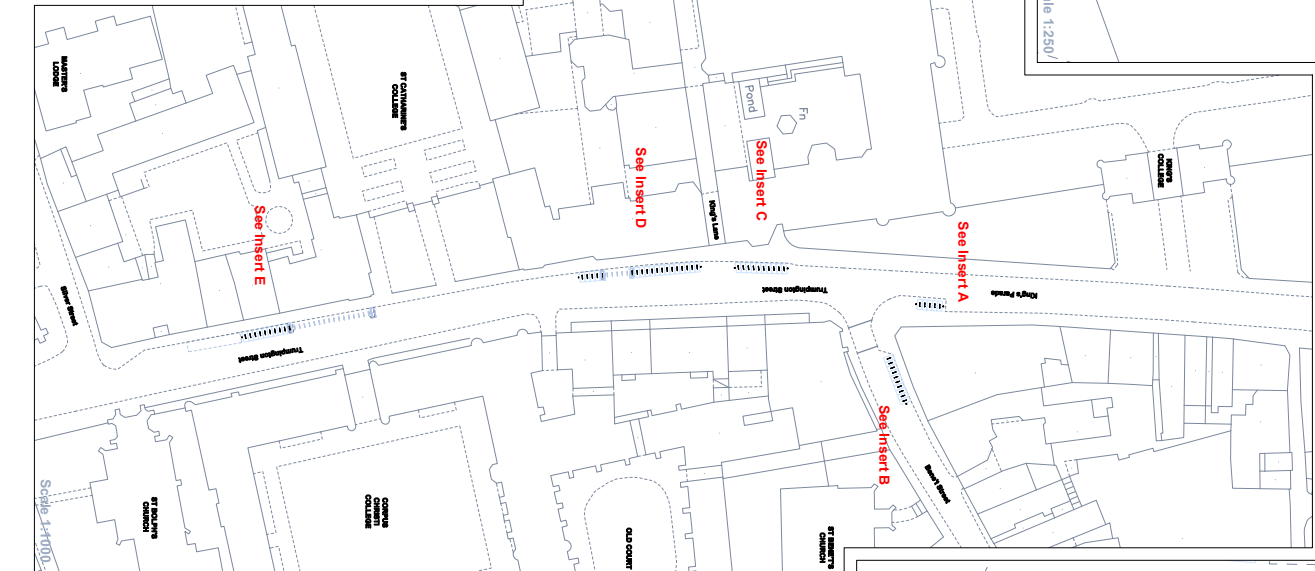 MASTER'S
LODGE
ST CATHARINE'S
COLLEGE
Pond
Fn
le 1:250
KING'S
COLLEGE
See Insert D
See Insert C
King's Lane
See Insert E
See Insert A
King's Parade
Silver Street
Trumpington Street
Trumpington Street
See Insert B
Bene't Street
Scale 1:1000
ST BOLPH'S
CHURCH
CORPUS
CHRISTI
COLLEGE
OLD COURT
ST BENET'S
CHURCH